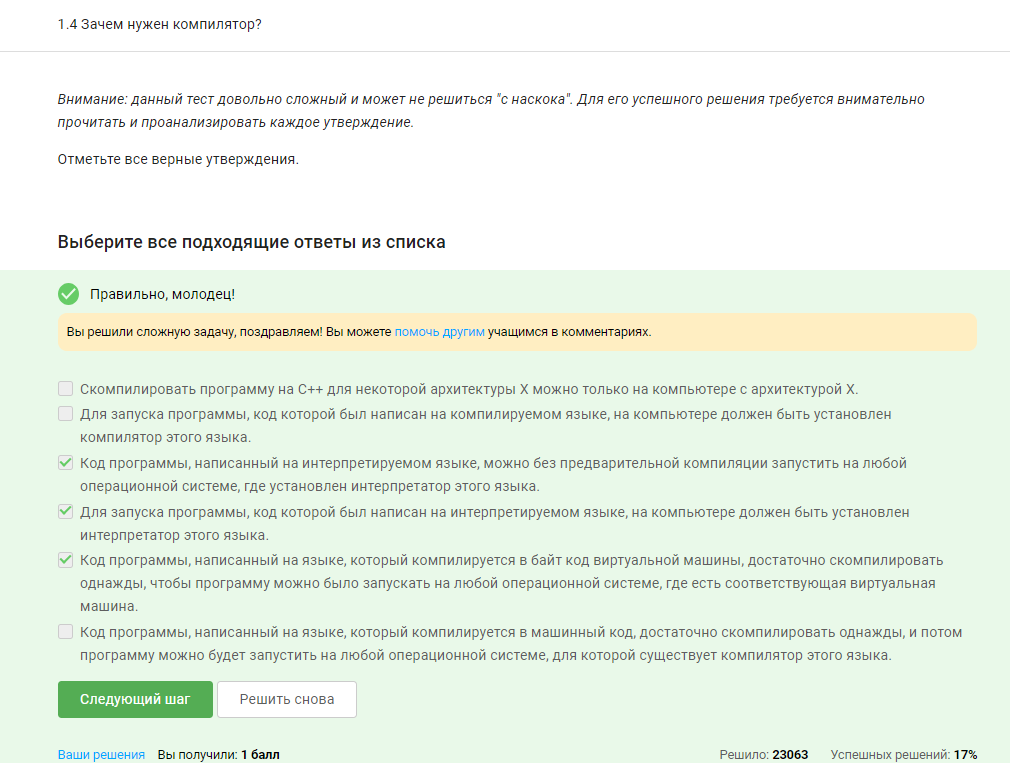 1.4 Зачем нужен компилятор?
Внимание: данный тест довольно сложный и может не решиться "с наскока". Для его успешного решения требуется внимательно
прочитать и проанализировать каждое утверждение.
Отметьте все верные утверждения.
Выберите все подходящие ответы из списка
Правильно, молодец!
Вы решили сложную задачу, поздравляем! Вы можете помочь другим учащимся в комментариях.
Скомпилировать программу на C++ для некоторой архитектуры X можно только на компьютере с архитектурой X.
Для запуска программы, код которой был написан на компилируемом языке, на компьютере должен быть установлен
компилятор этого языка.
Код программы, написанный на интерпретируемом языке, можно без предварительной компиляции запустить на любой
операционной системе, где установлен интерпретатор этого языка.
Для запуска программы, код которой был написан на интерпретируемом языке, на компьютере должен быть установлен
интерпретатор этого языка.
Код программы, написанный на языке, который компилируется в байт код виртуальной машины, достаточно скомпилировать
однажды, чтобы программу можно было запускать на любой операционной системе, где есть соответствующая виртуальная
машина.
Код программы, написанный на языке, который компилируется в машинный код, достаточно скомпилировать однажды, и потом
программу можно будет запустить на любой операционной системе, для которой существует компилятор этого языка.
Следующий шаг Решить снова
Ваши решения Вы получили: 1 балл Решило: 23063 Успешных решений: 17%